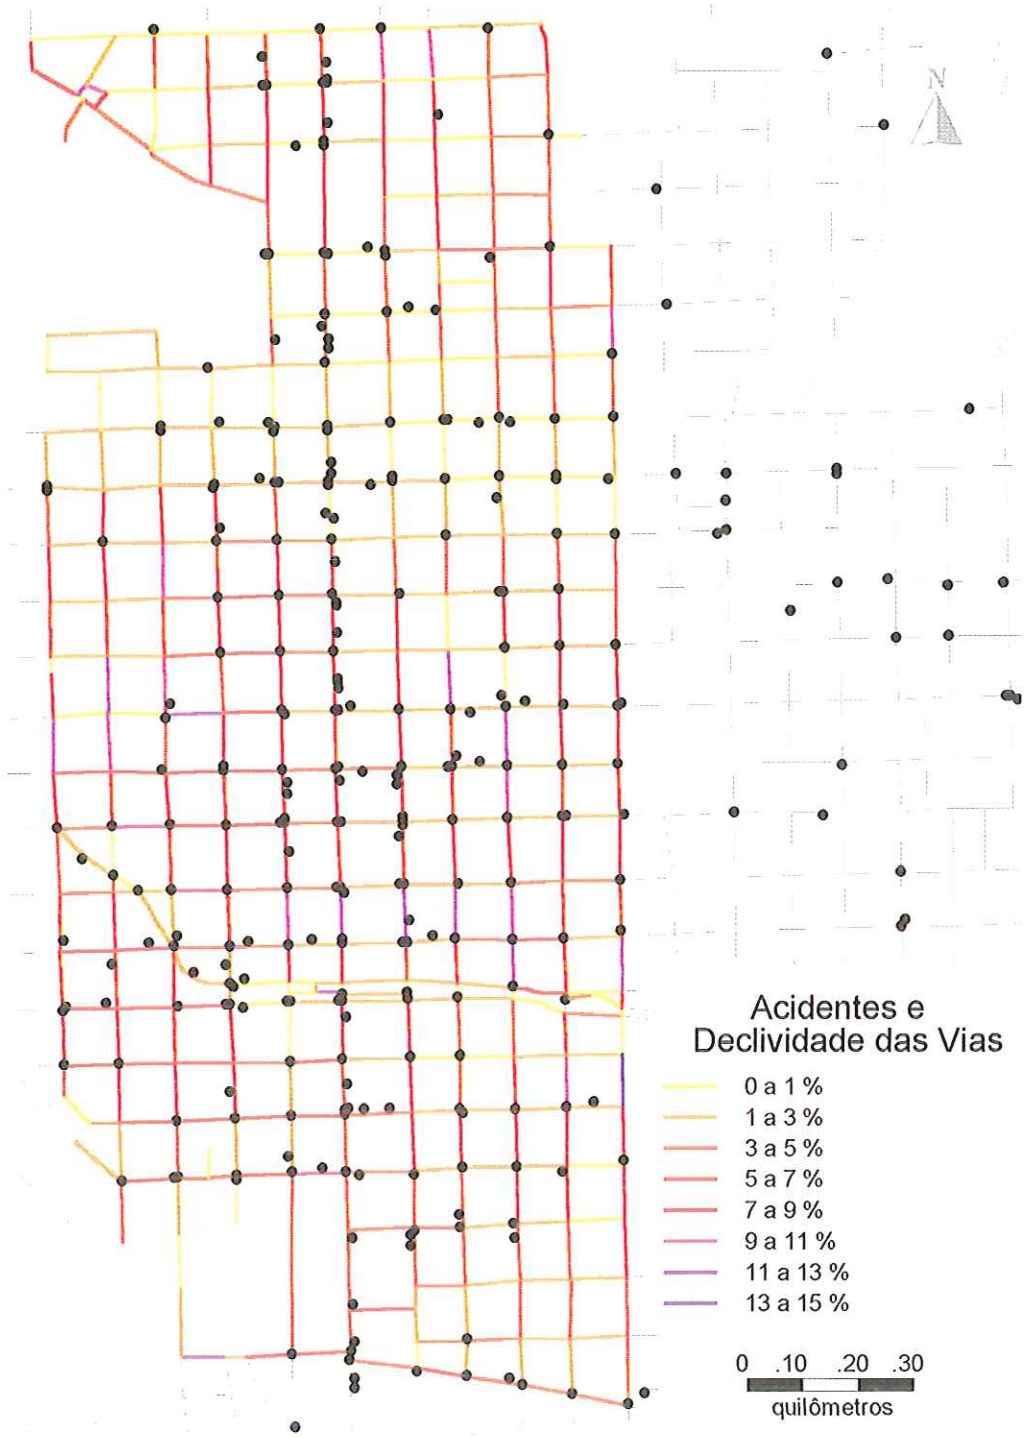 N
Acidentes e
Declividade das Vias
0 a 1 %
1 a 3 %
3 a 5 %
5 a 7 %
7 a 9 %
9 a 11 %
11 a 13 %
13 a 15 %
0 .10 .20 .30
quilômetros